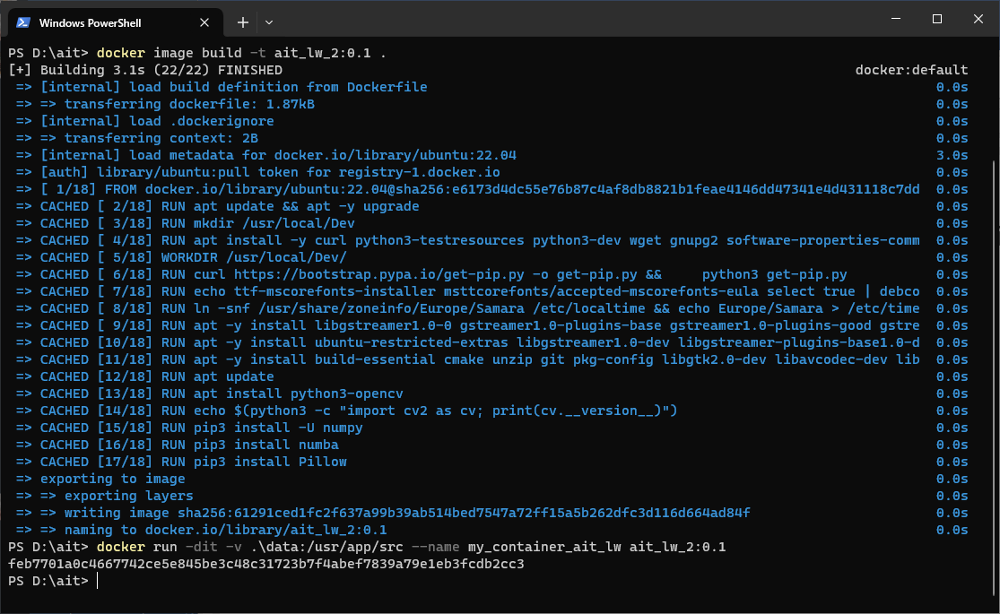 Windows PowerShell
PS D:\ait> docker image build -t ait_lw_2:0.1 .
[+] Building 3.1s (22/22) FINISHED docker:default
=> [internal] load build definition from Dockerfile 0.0s
=> => transferring dockerfile: 1.87kB 0.0s
=> [internal] load .dockerignore 0.0s
=> => transferring context: 2B 0.0s
=> [internal] load metadata for docker.io/library/ubuntu:22.04 3.0s
=> [auth] library/ubuntu:pull token for registry-1.docker.io 0.0s
=> [ 1/18] FROM docker.io/library/ubuntu:22.04@sha256:e6173d4dc55e76b87c4af8db8821b1feae4146dd47341e4d431118c7dd 0.0s
=> CACHED [ 2/18] RUN apt update && apt -y upgrade 0.0s
=> CACHED [ 3/18] RUN mkdir /usr/local/Dev 0.0s
=> CACHED [ 4/18] RUN apt install -y curl python3-testresources python3-dev wget gnupg2 software-properties-comm 0.0s
=> CACHED [ 5/18] WORKDIR /usr/local/Dev/ 0.0s
=> CACHED [ 6/18] RUN curl https://bootstrap.pypa.io/get-pip.py -o get-pip.py &&     python3 get-pip.py 0.0s
=> CACHED [ 7/18] RUN echo ttf-mscorefonts-installer msttcorefonts/accepted-mscorefonts-eula select true | debco 0.0s
=> CACHED [ 8/18] RUN ln -snf /usr/share/zoneinfo/Europe/Samara /etc/localtime && echo Europe/Samara > /etc/time 0.0s
=> CACHED [ 9/18] RUN apt -y install libgstreamer1.0-0 gstreamer1.0-plugins-base gstreamer1.0-plugins-good gstre 0.0s
=> CACHED [10/18] RUN apt -y install ubuntu-restricted-extras libgstreamer1.0-dev libgstreamer-plugins-base1.0-d 0.0s
=> CACHED [11/18] RUN apt -y install build-essential cmake unzip git pkg-config libgtk2.0-dev libavcodec-dev lib 0.0s
=> CACHED [12/18] RUN apt update 0.0s
=> CACHED [13/18] RUN apt install python3-opencv 0.0s
=> CACHED [14/18] RUN echo $(python3 -c "import cv2 as cv; print(cv.__version__)") 0.0s
=> CACHED [15/18] RUN pip3 install -U numpy 0.0s
=> CACHED [16/18] RUN pip3 install numba 0.0s
=> CACHED [17/18] RUN pip3 install Pillow 0.0s
=> exporting to image 0.0s
=> => exporting layers 0.0s
=> => writing image sha256:61291ced1fc2f637a99b39ab514bed7547a72ff15a5b262dfc3d116d664ad84f 0.0s
=> => naming to docker.io/library/ait_lw_2:0.1 0.0s
PS D:\ait> docker run -dit -v .\data:/usr/app/src --name my_container_ait_lw ait_lw_2:0.1
feb7701a0c4667742ce5e845be3c48c31723b7f4abef7839a79e1eb3fcdb2cc3
PS D:\ait>